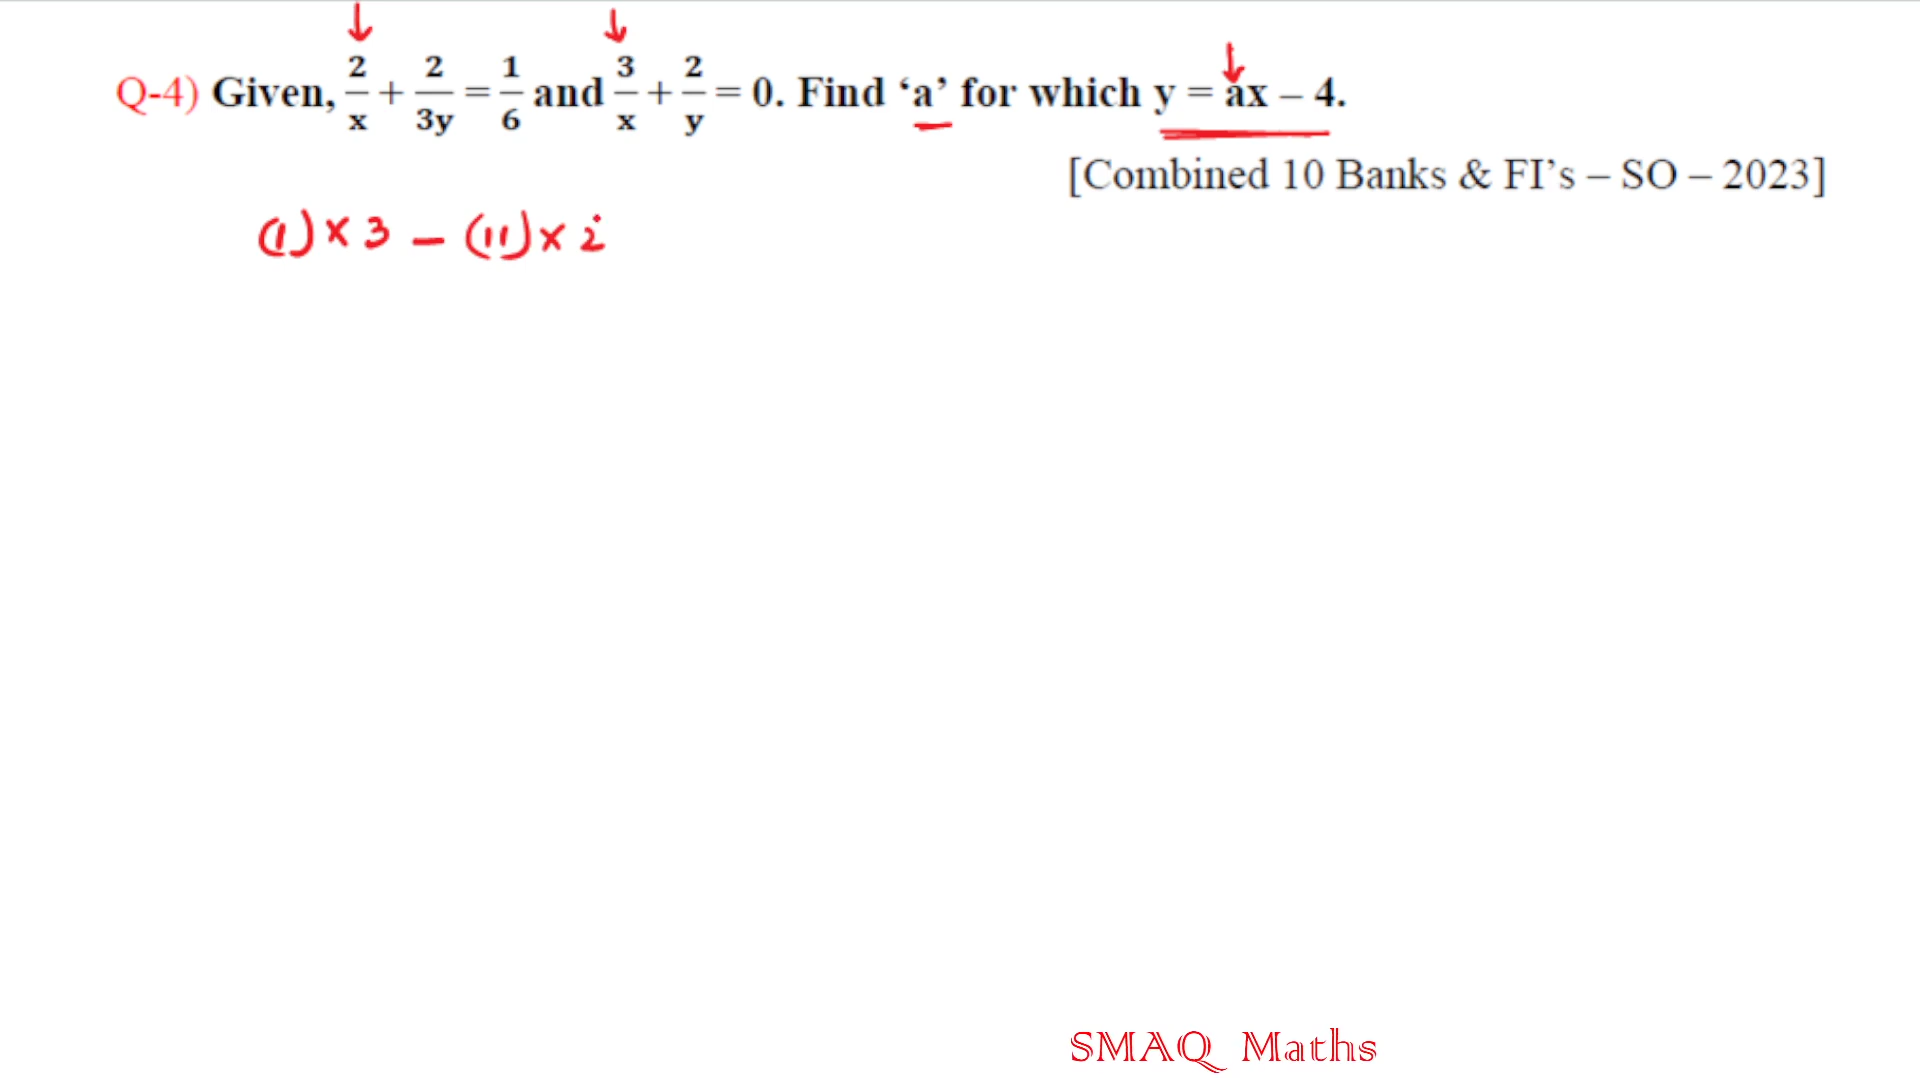 Q-4) Given, 2/x + 2/3y = 1/6 and 3/x + 2/y = 0. Find ‘a’ for which y = ax – 4.
[Combined 10 Banks & FI’s – SO – 2023]
(i) × 3 – (ii) × 2
SMAQ Maths